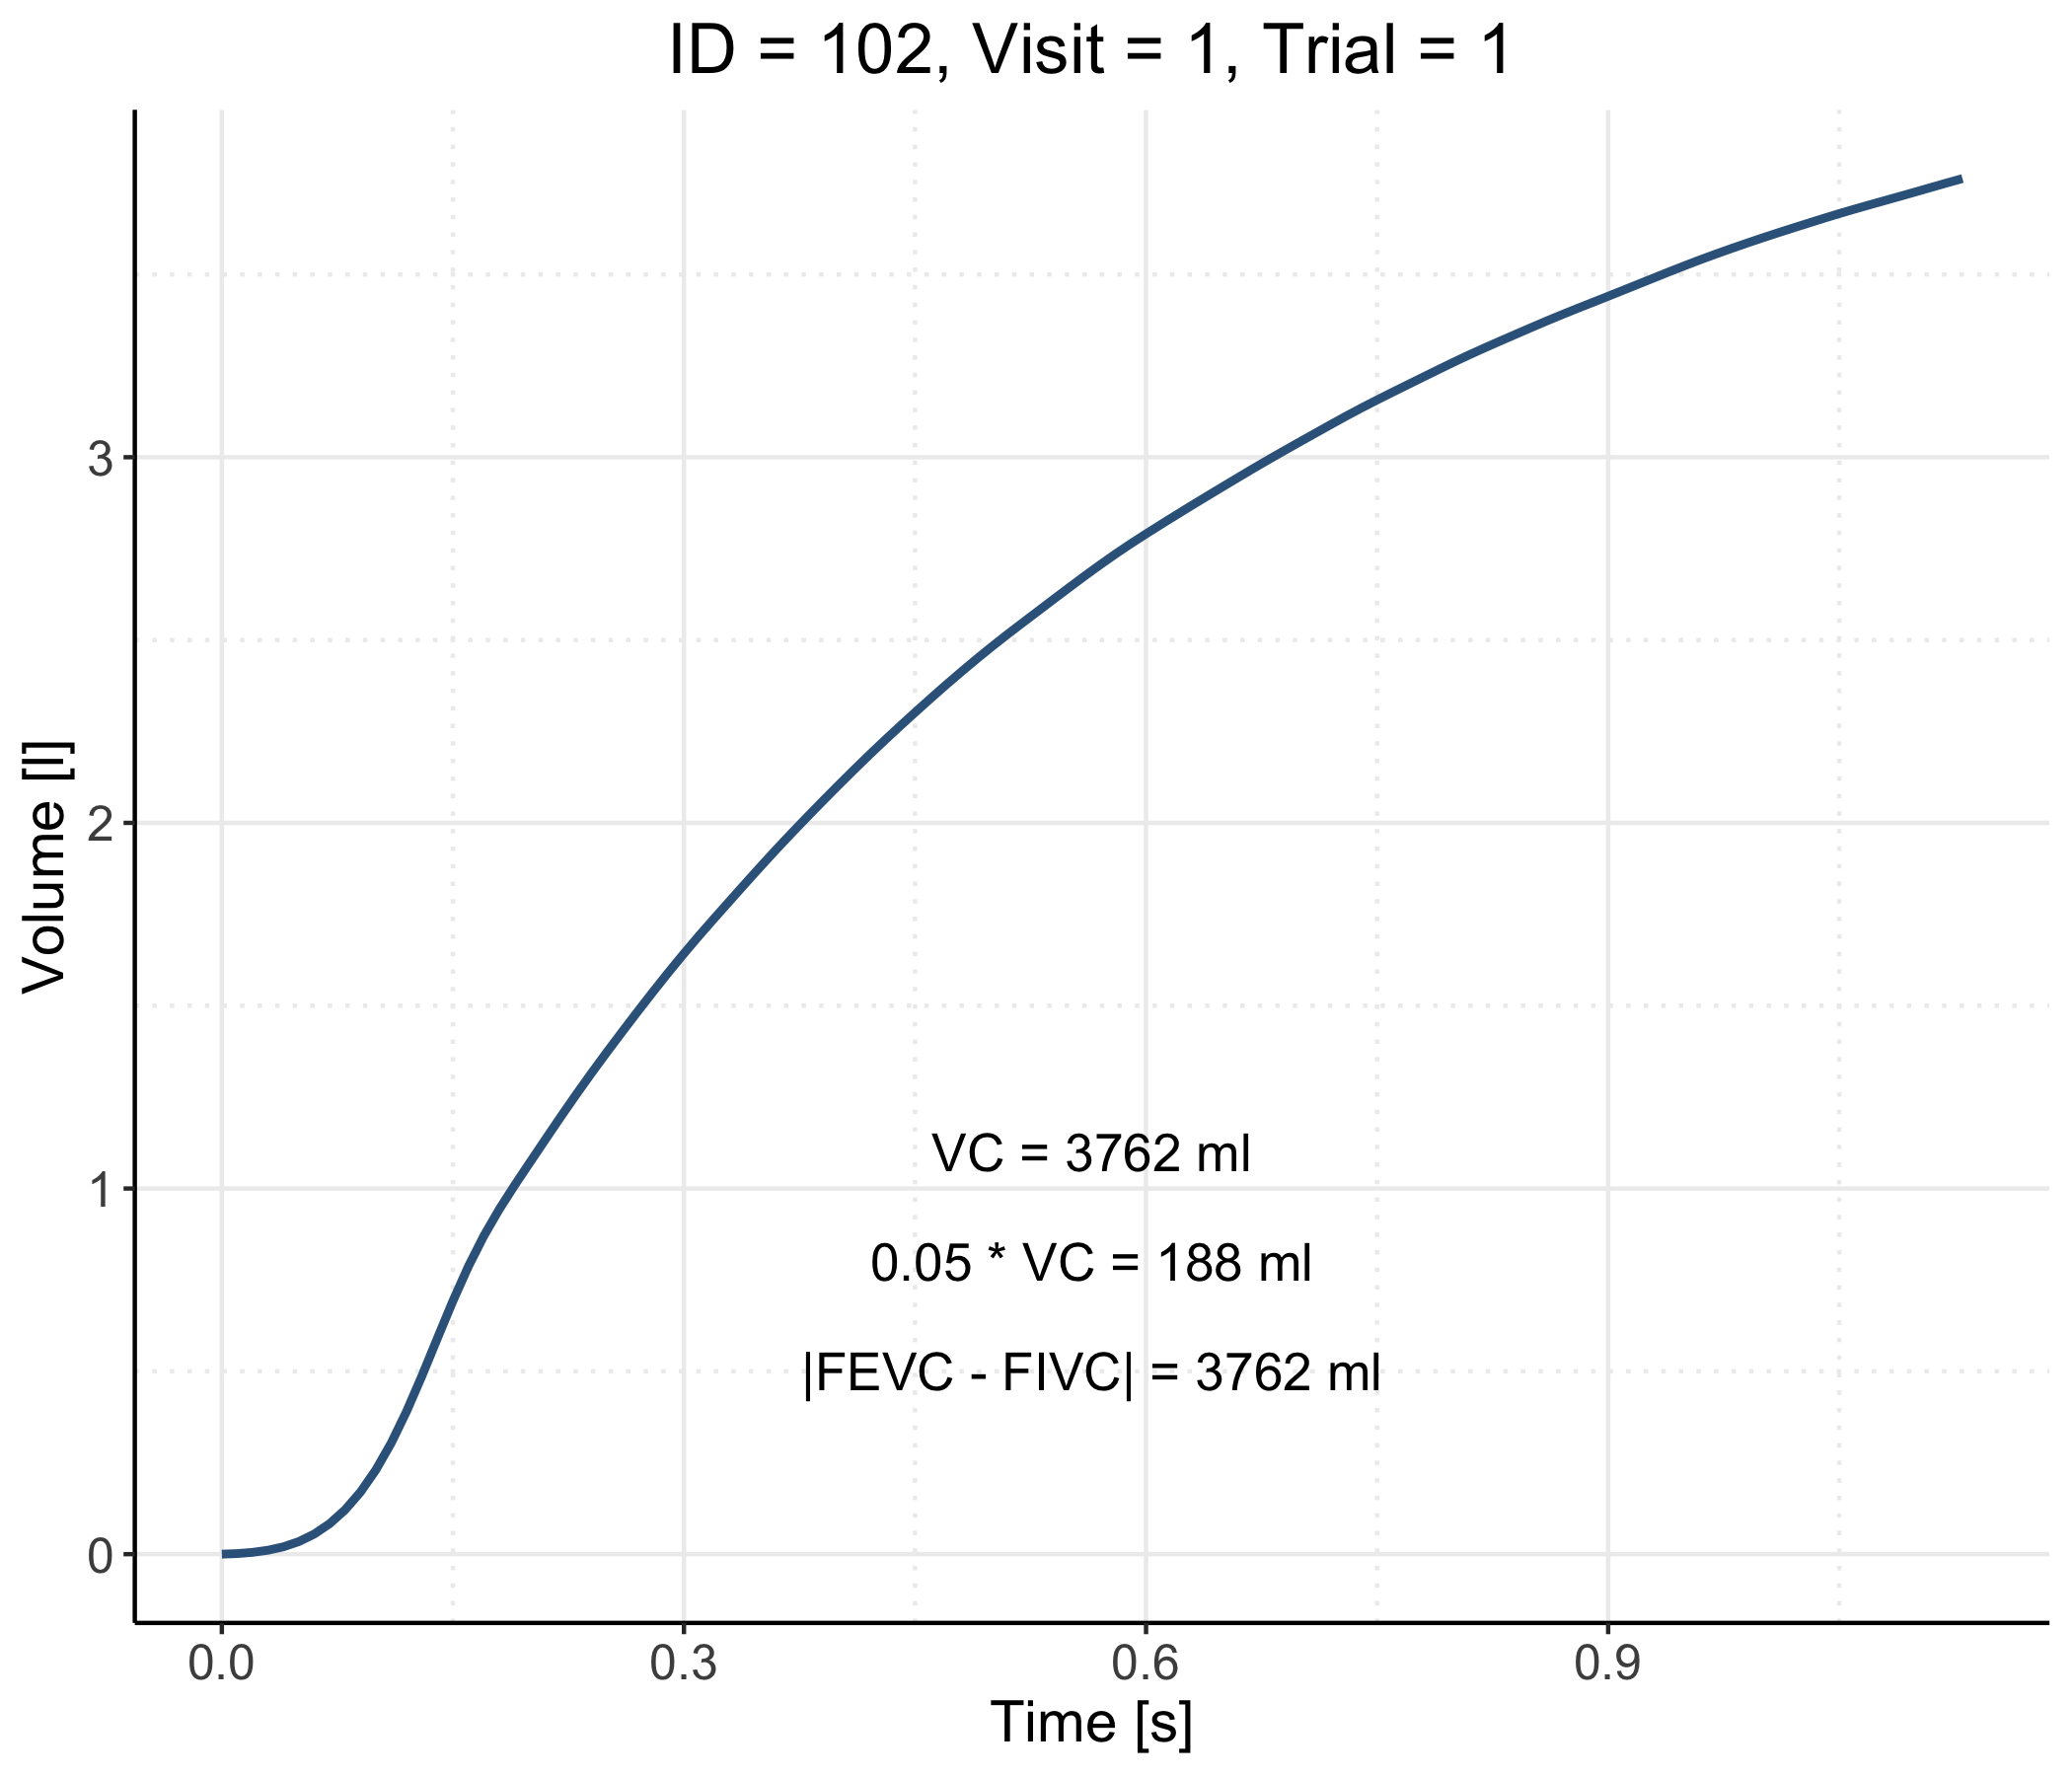 ID = 102, Visit = 1, Trial = 1
Volume [l]
3
2
1
0
VC = 3762 ml
0.05 * VC = 188 ml
|FEVC - FIVC| = 3762 ml
0.0 0.3 0.6 0.9
Time [s]